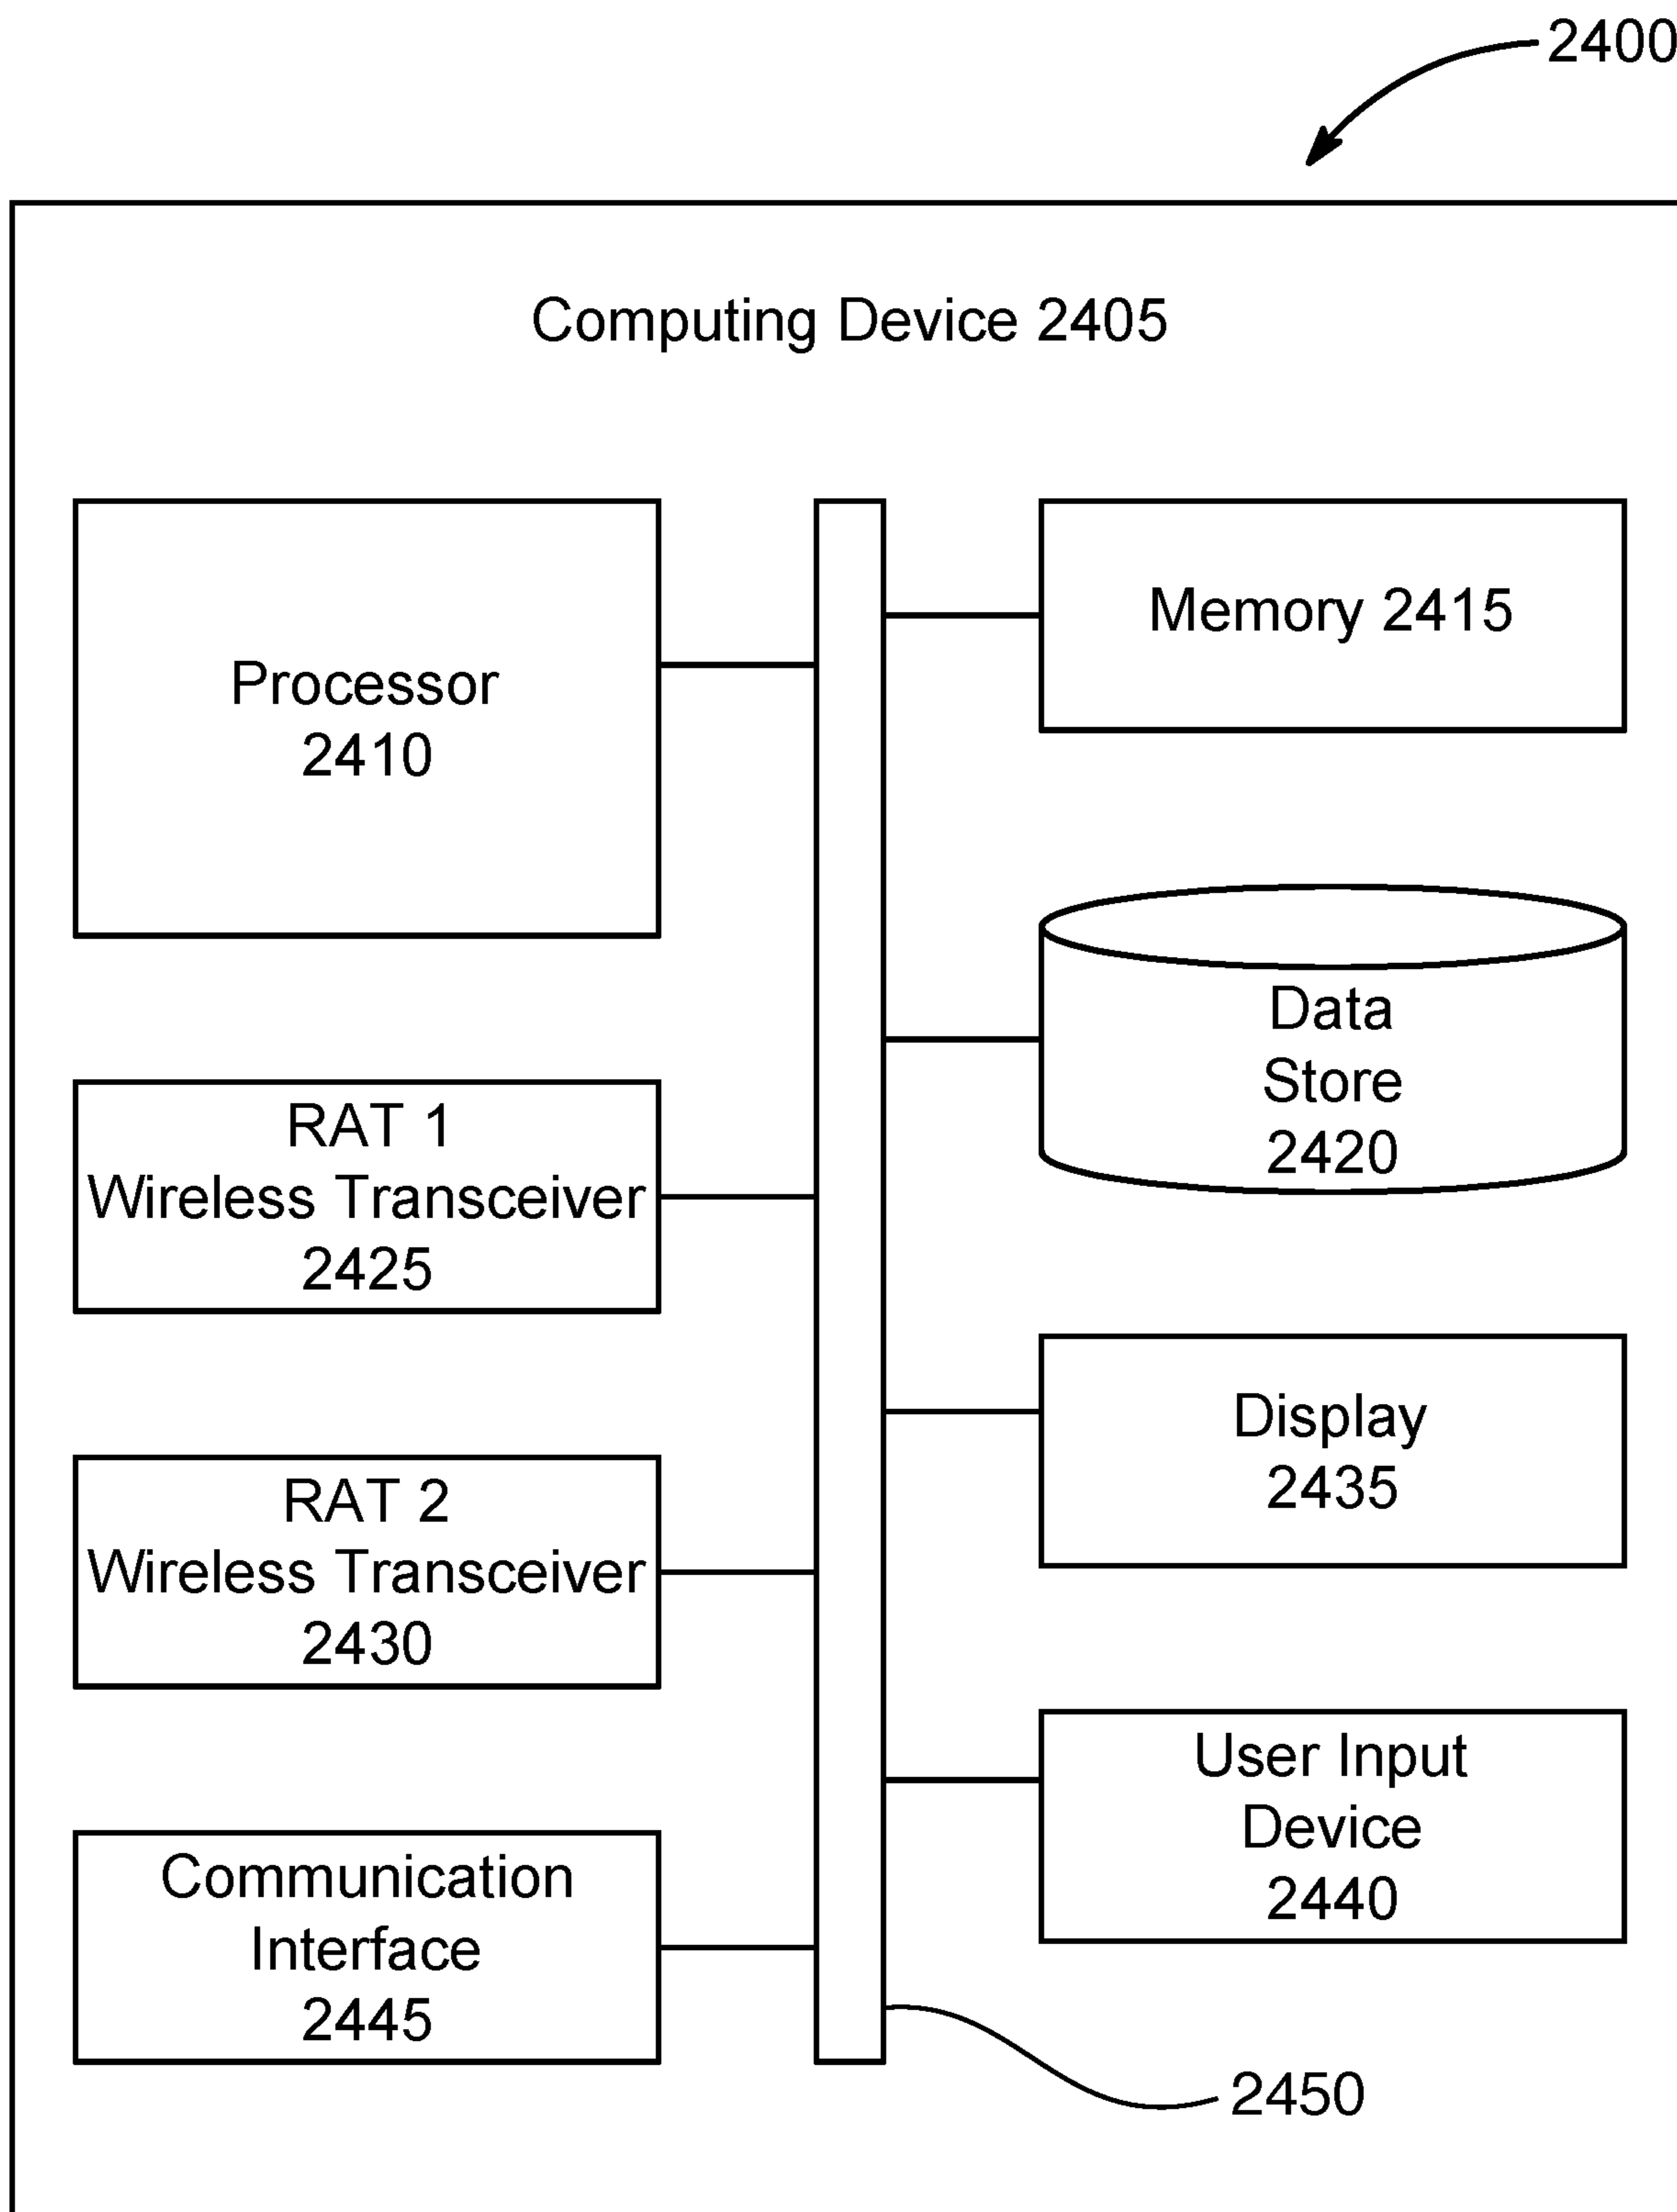 2400
Computing Device 2405
Processor
2410
Memory 2415
Data
Store
2420
RAT 1
Wireless Transceiver
2425
Display
2435
RAT 2
Wireless Transceiver
2430
User Input
Device
2440
Communication
Interface
2445
2450